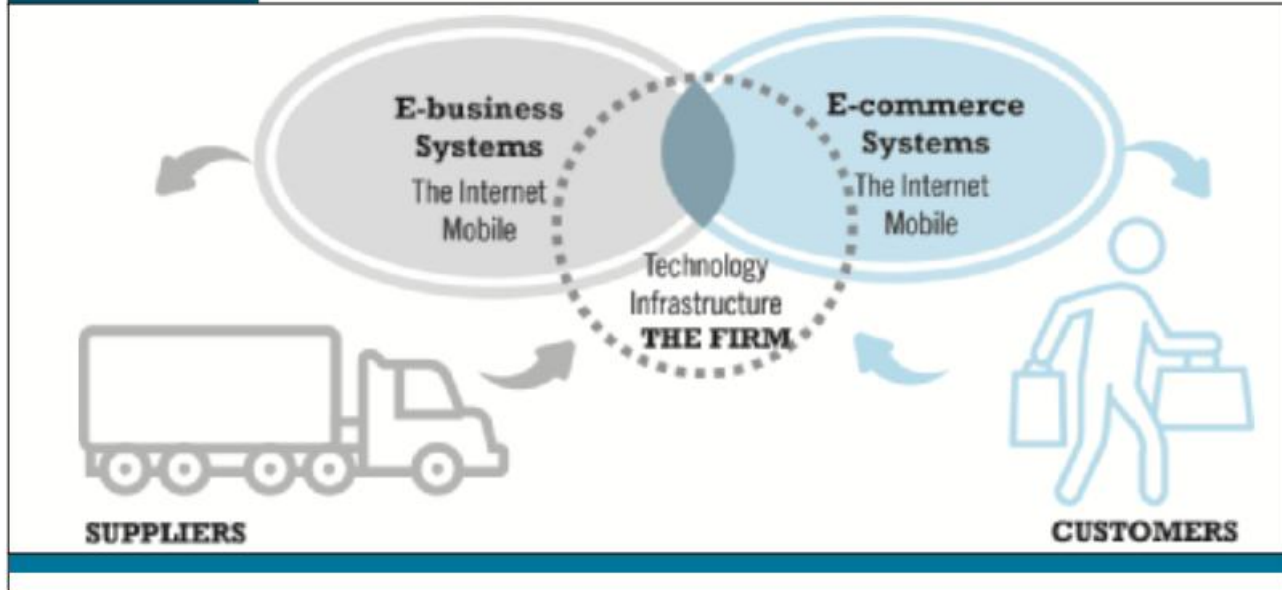 E-business
Systems
The Internet
Mobile
E-commerce
Systems
The Internet
Mobile
Technology
Infrastructure
THE FIRM
SUPPLIERS
CUSTOMERS